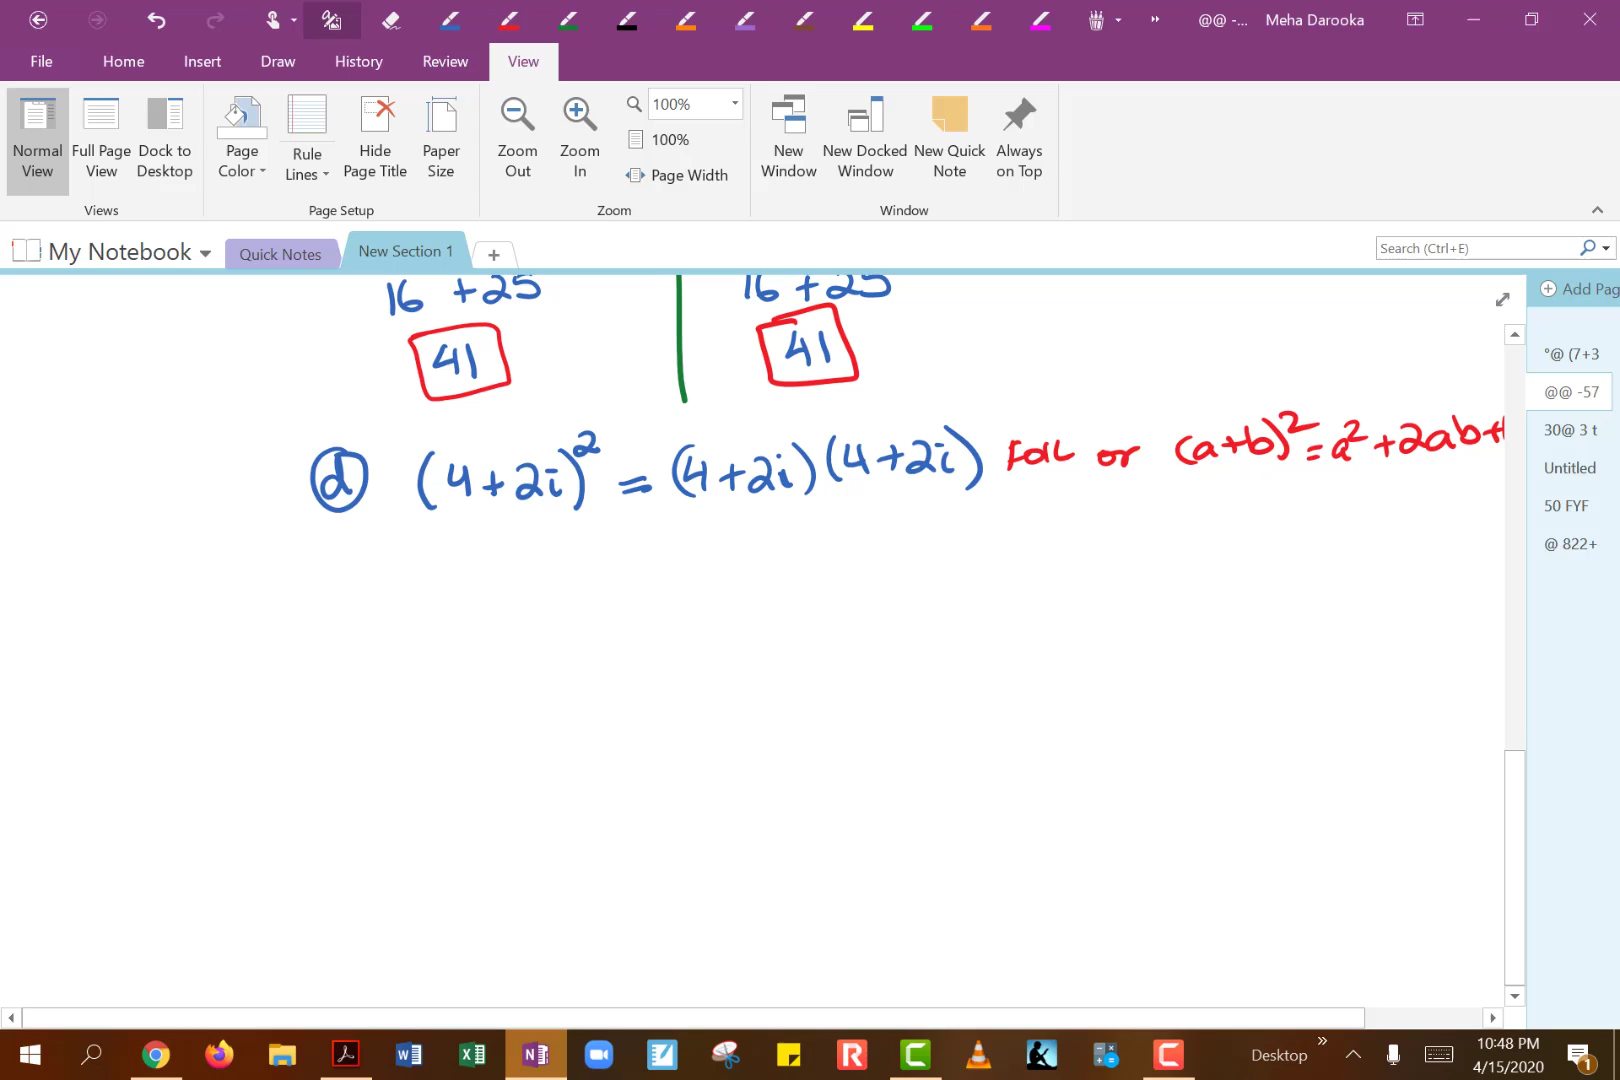 @@ -...
Meha Darooka
File Home Insert Draw History Review View
Normal View
Full Page View
Dock to Desktop
Page Color
Rule Lines
Hide Page Title
Paper Size
Zoom Out
Zoom In
100%
100%
Page Width
New Window
New Docked Window
New Quick Note
Always on Top
Views Page Setup Zoom Window
My Notebook Quick Notes New Section 1 +
Search (Ctrl+E)
Add Pag
°@ (7+3
@@ -57
30@ 3 t
Untitled
50 FYF
@ 822+
16 +25 16 +25
41 41
d (4+2i)² = (4+2i)(4+2i) FOIL or (a+b)² = a² +2ab+
Desktop
10:48 PM
4/15/2020
1